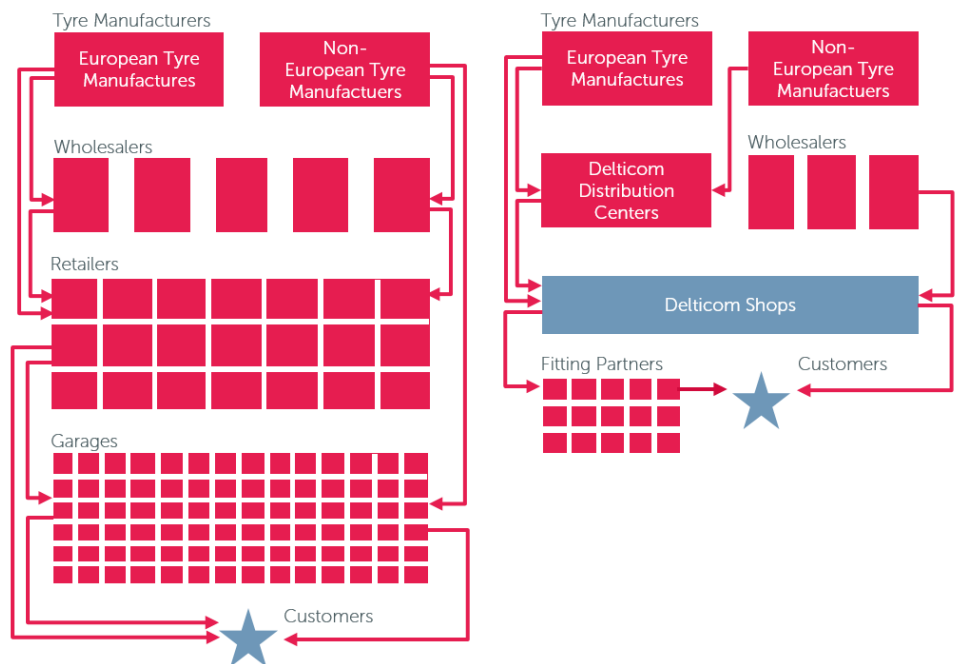 Tyre Manufacturers
European Tyre
Manufactures
Non-
European Tyre
Manufactuers
Wholesalers
Retailers
Garages
Customers
Tyre Manufacturers
European Tyre
Manufactures
Non-
European Tyre
Manufactuers
Wholesalers
Delticom
Distribution
Centers
Delticom Shops
Fitting Partners
Customers